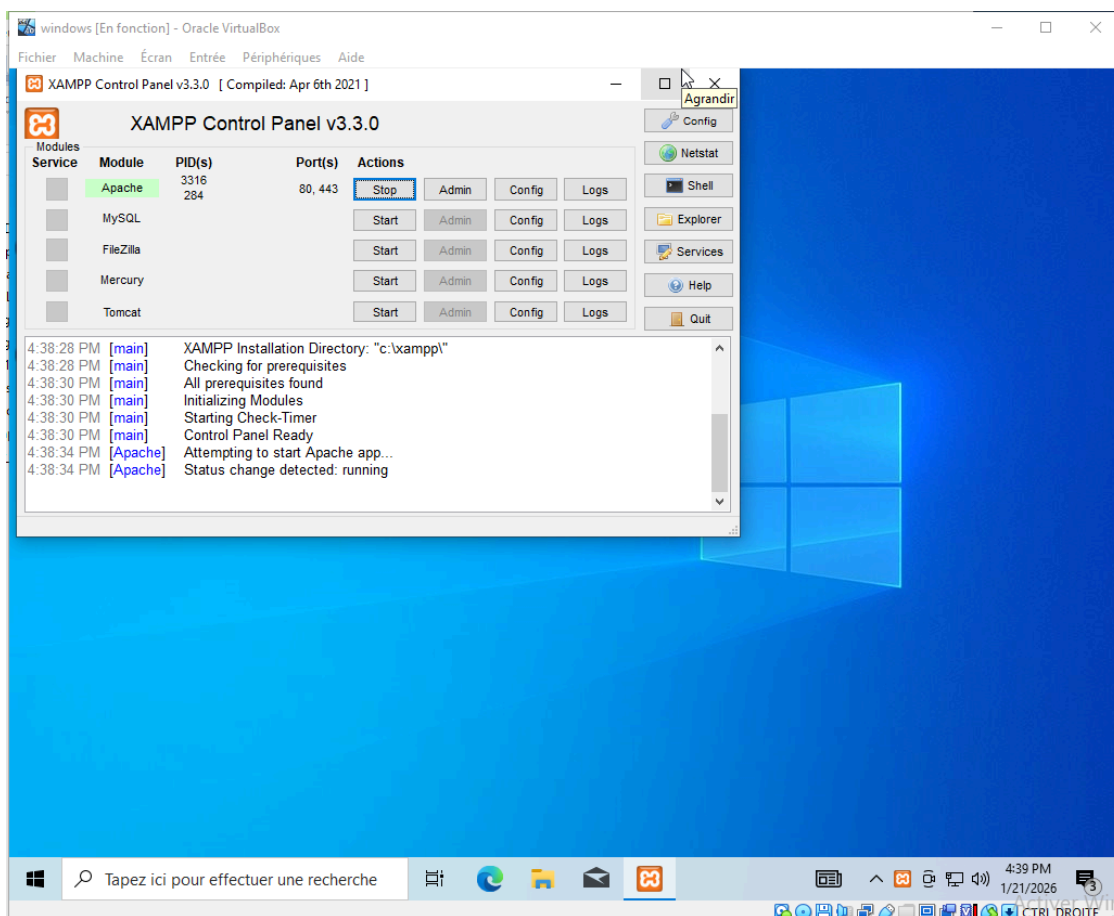 windows [En fonction] - Oracle VirtualBox
Fichier Machine Écran Entrée Périphériques Aide
XAMPP Control Panel v3.3.0 [ Compiled: Apr 6th 2021 ]
Agrandir
XAMPP Control Panel v3.3.0
Config
Modules
Service Module PID(s) Port(s) Actions
Netstat
Apache 3316 284 80, 443 Stop Admin Config Logs
Shell
MySQL Start Admin Config Logs
Explorer
FileZilla Start Admin Config Logs
Services
Mercury Start Admin Config Logs
Help
Tomcat Start Admin Config Logs
Quit
4:38:28 PM [main] XAMPP Installation Directory: "c:\xampp\"
4:38:28 PM [main] Checking for prerequisites
4:38:30 PM [main] All prerequisites found
4:38:30 PM [main] Initializing Modules
4:38:30 PM [main] Starting Check-Timer
4:38:30 PM [main] Control Panel Ready
4:38:34 PM [Apache] Attempting to start Apache app...
4:38:34 PM [Apache] Status change detected: running
Tapez ici pour effectuer une recherche
4:39 PM
1/21/2026
3
Activer Wi
CTRL DROITE